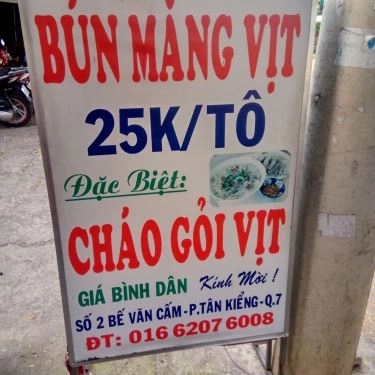 BÚN MĂNG VỊT
25K/TÔ
Đặc Biệt:
CHÁO GỎI VỊT
GIÁ BÌNH DÂN Kính Mời !
SỐ 2 BẾ VĂN CẤM - P.TÂN KIỂNG - Q.7
ĐT: 016 6207 6008